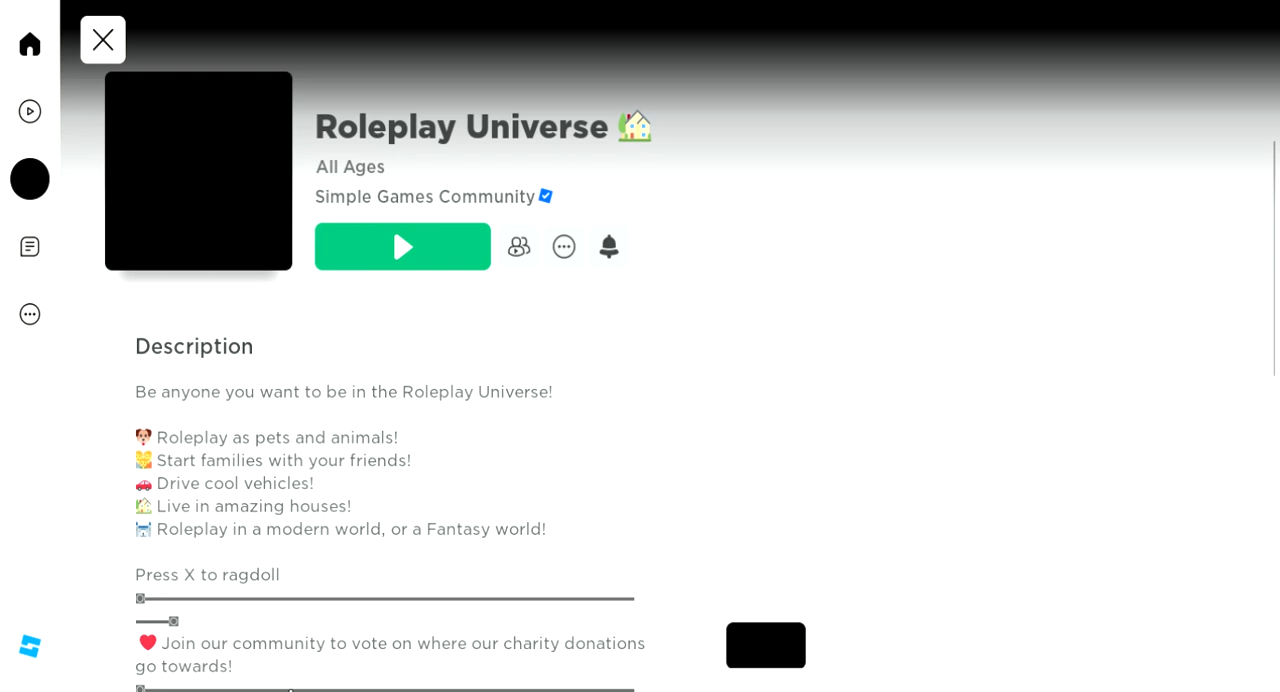 Roleplay Universe 🏡
All Ages
Simple Games Community
Description
Be anyone you want to be in the Roleplay Universe!
🐶 Roleplay as pets and animals!
Start families with your friends!
🚗 Drive cool vehicles!
🏡 Live in amazing houses!
Roleplay in a modern world, or a Fantasy world!
Press X to ragdoll
◙━━━━━━━━━━━━━━━━━━━━━━━━━━━━━
━━◙
❤️ Join our community to vote on where our charity donations
go towards!
◙━━━━━━━━━━━━━━━━━━━━━━━━━━━━━